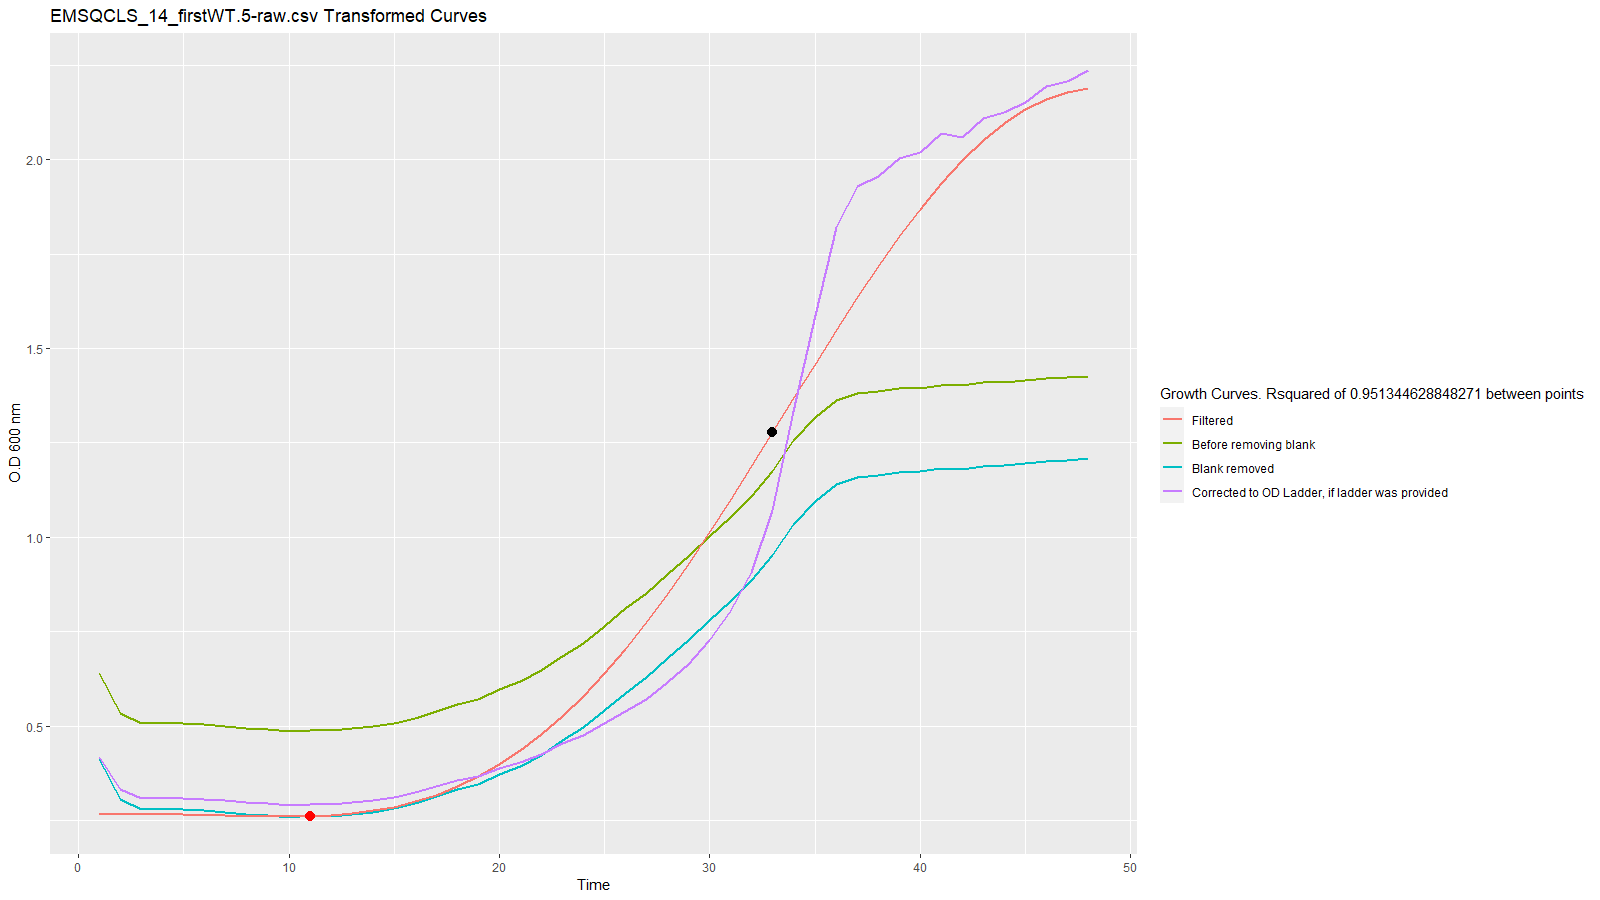 EMSQCLS_14_firstWT.5-raw.csv Transformed Curves
O.D 600 nm
2.0
1.5
1.0
0.5
0 10 20 30 40 50
Time
Growth Curves. Rsquared of 0.951344628848271 between points
Filtered
Before removing blank
Blank removed
Corrected to OD Ladder, if ladder was provided